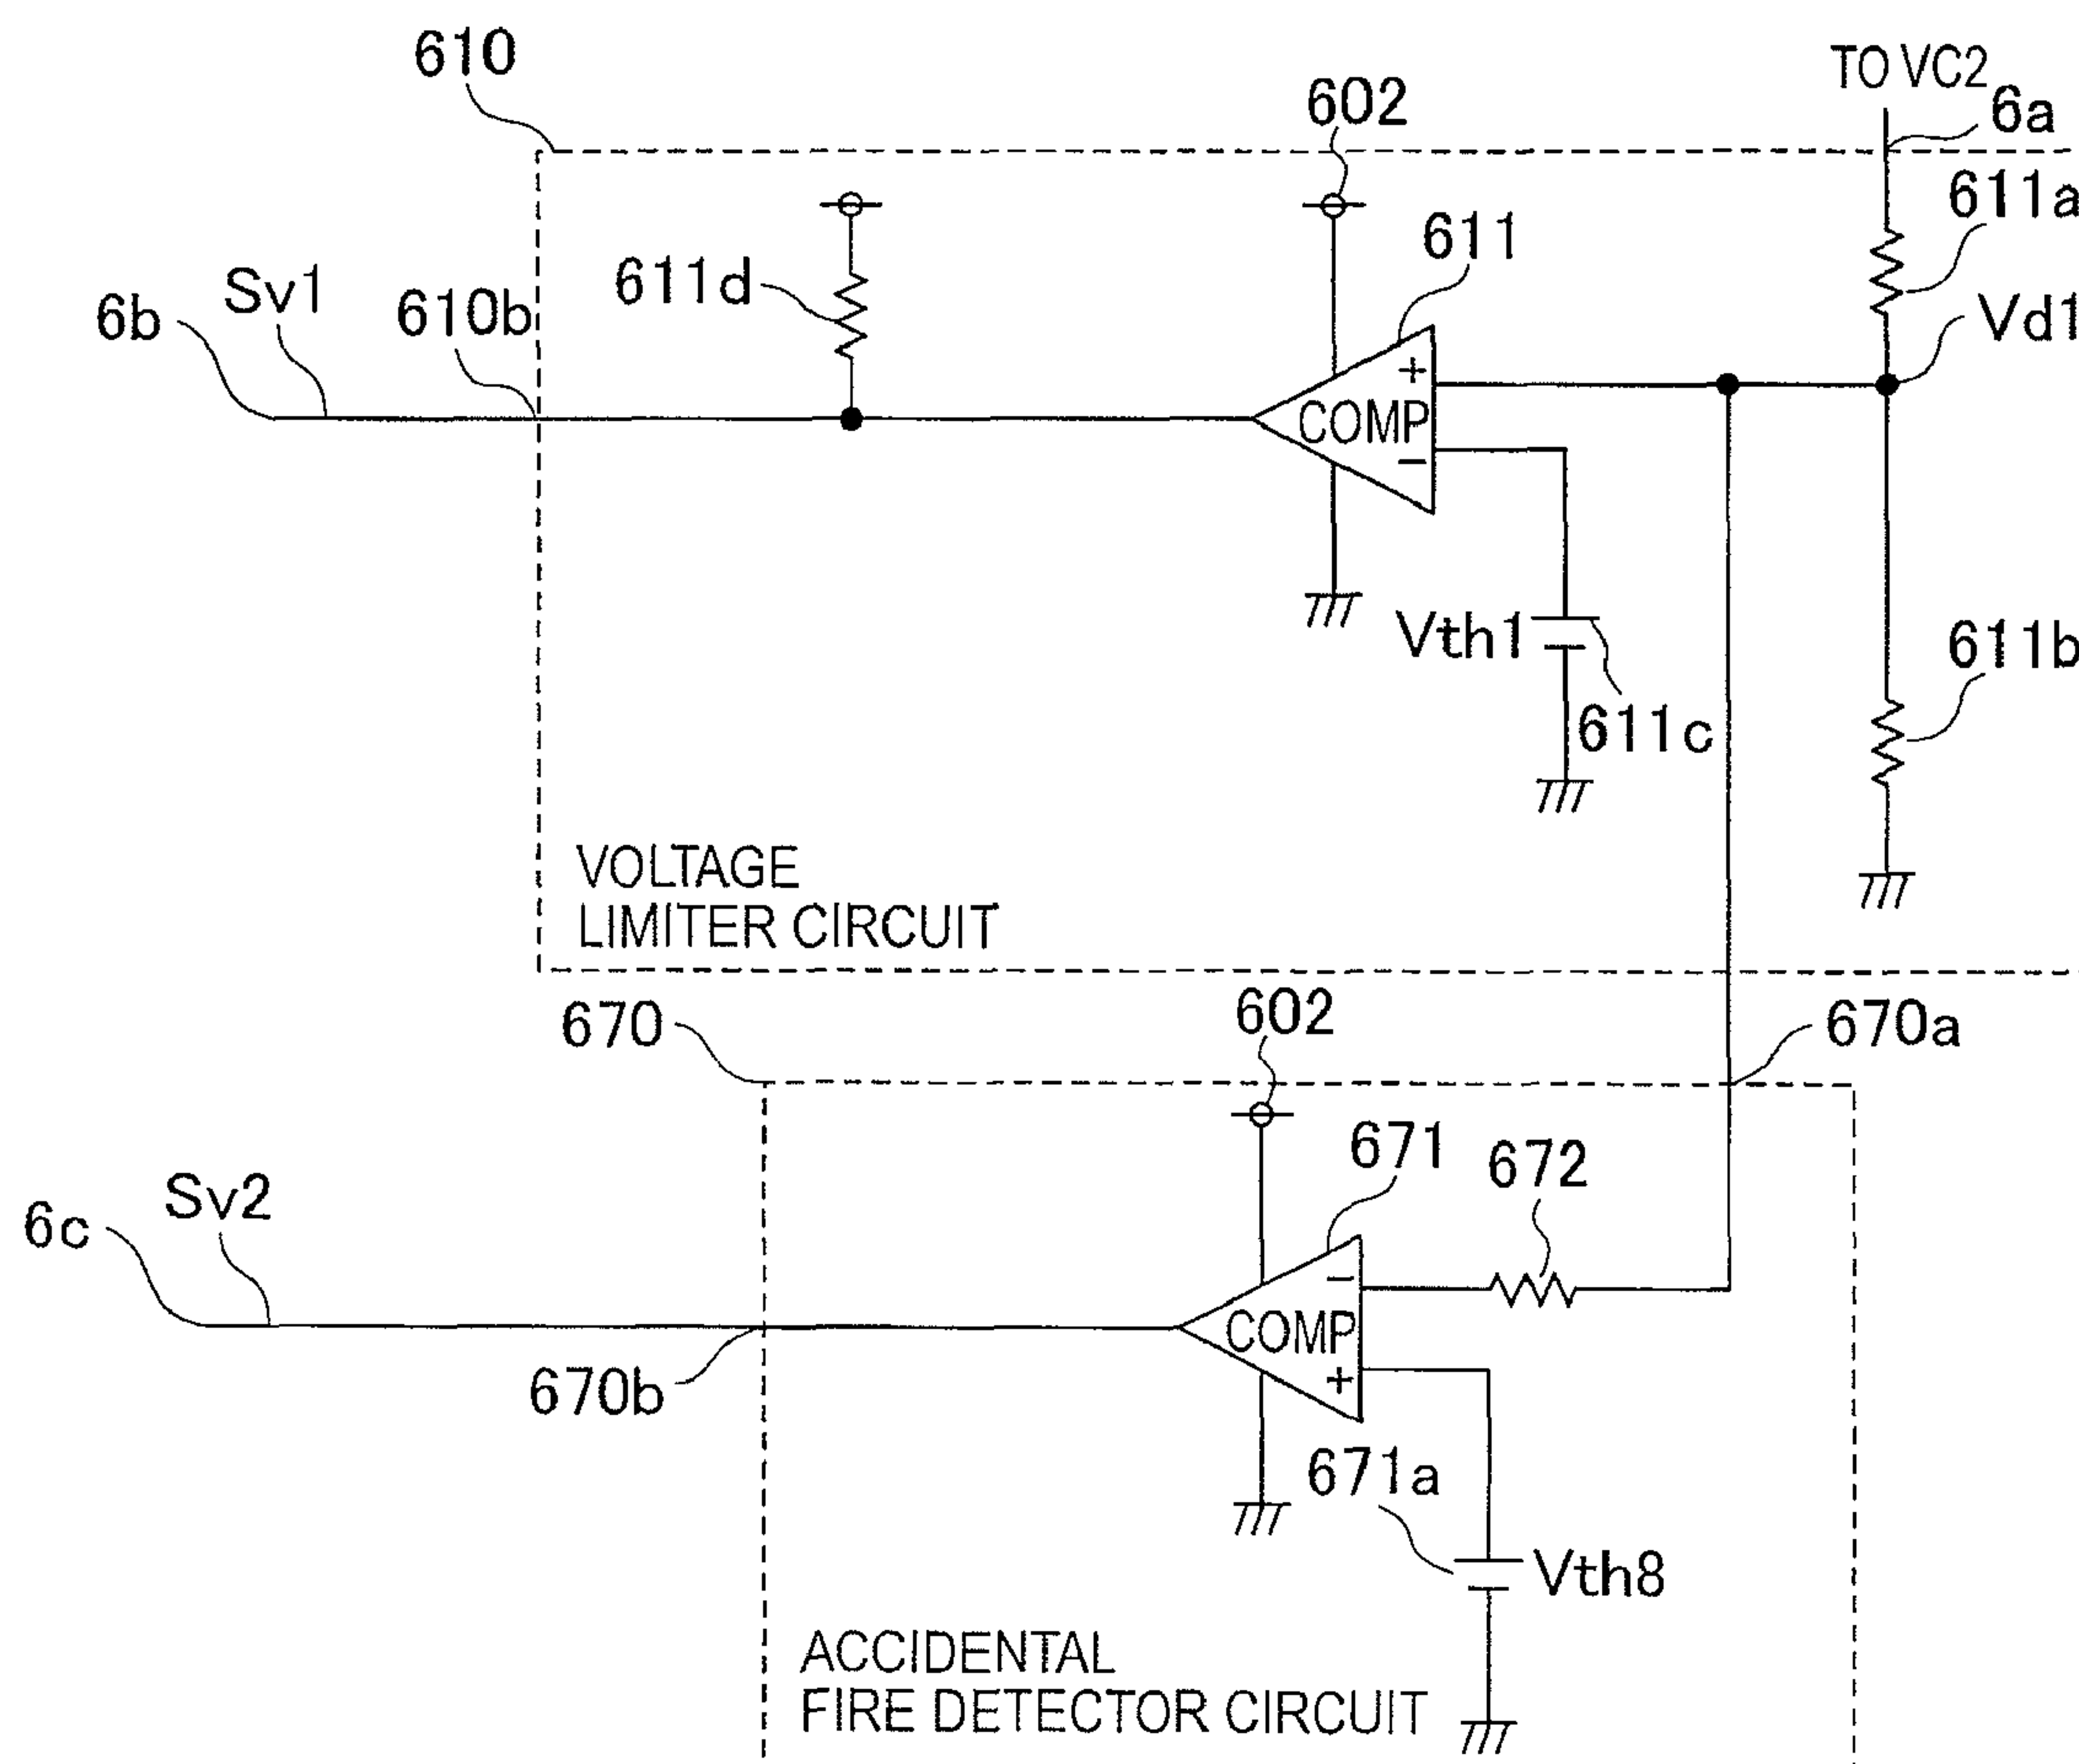 610
TO VC2
602
6a
611a
611
Sv1
611d
6b
610b
Vd1
+
COMP
−
Vth1
611b
611c
VOLTAGE
LIMITER CIRCUIT
602
670
670a
671
672
Sv2
6c
−
COMP
+
670b
671a
Vth8
ACCIDENTAL
FIRE DETECTOR CIRCUIT